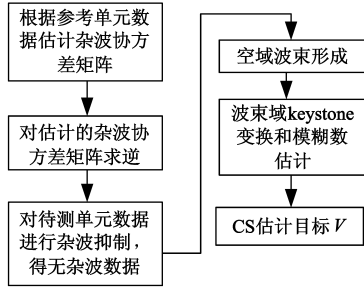 根据参考单元数
据估计杂波协方
差矩阵
对估计的杂波协
方差矩阵求逆
对待测单元数据
进行杂波抑制，
得无杂波数据
空域波束形成
波束域keystone
变换和模糊数
估计
CS估计目标V